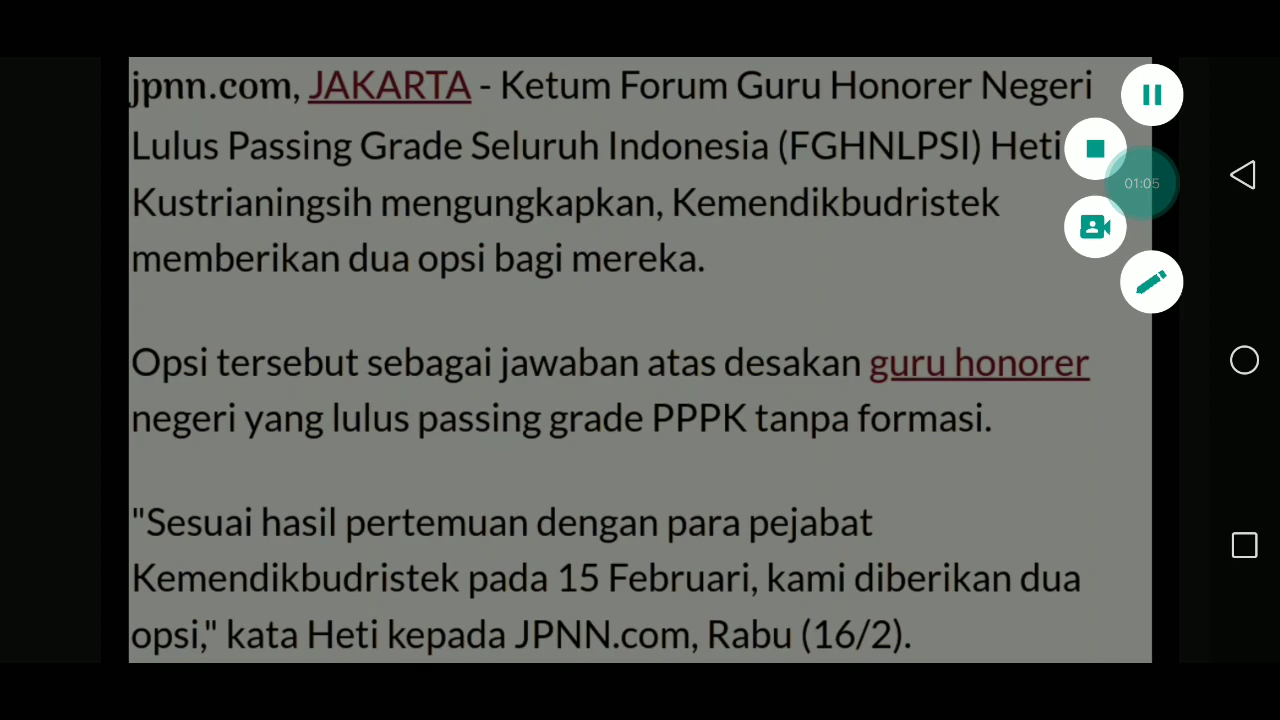 jpnn.com, JAKARTA - Ketum Forum Guru Honorer Negeri
Lulus Passing Grade Seluruh Indonesia (FGHNLPSI) Heti
Kustrianingsih mengungkapkan, Kemendikbudristek
memberikan dua opsi bagi mereka.
Opsi tersebut sebagai jawaban atas desakan guru honorer
negeri yang lulus passing grade PPPK tanpa formasi.
"Sesuai hasil pertemuan dengan para pejabat
Kemendikbudristek pada 15 Februari, kami diberikan dua
opsi," kata Heti kepada JPNN.com, Rabu (16/2).
01:05